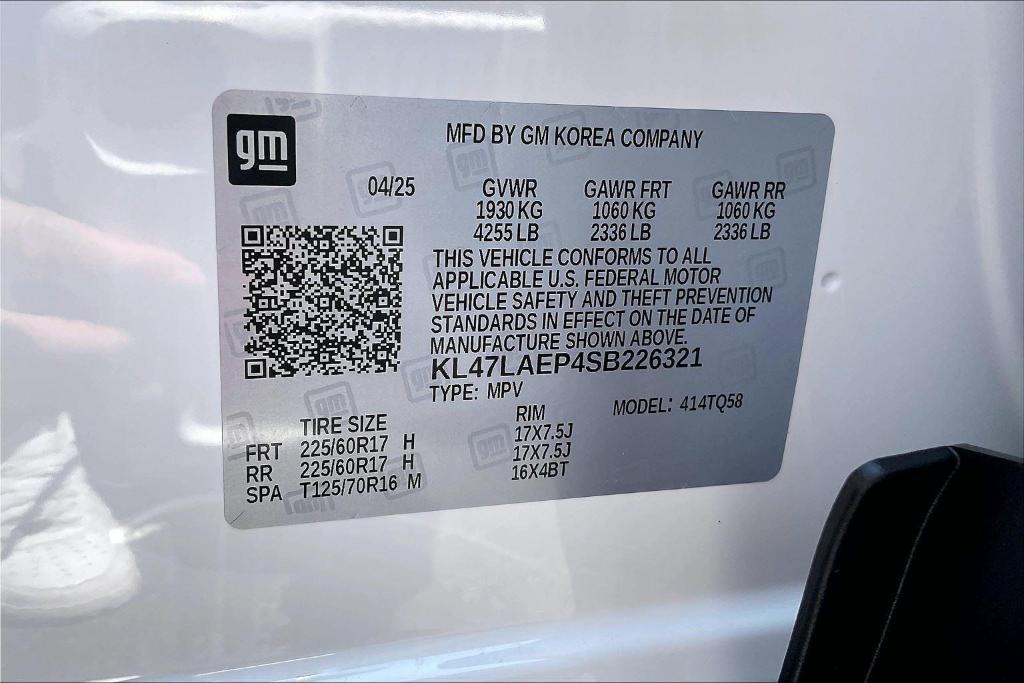 gm
MFD BY GM KOREA COMPANY
04/25 GVWR GAWR FRT GAWR RR
1930 KG 1060 KG 1060 KG
4255 LB 2336 LB 2336 LB
THIS VEHICLE CONFORMS TO ALL
APPLICABLE U.S. FEDERAL MOTOR
VEHICLE SAFETY AND THEFT PREVENTION
STANDARDS IN EFFECT ON THE DATE OF
MANUFACTURE SHOWN ABOVE.
KL47LAEP4SB226321
TYPE: MPV MODEL: 414TQ58
TIRE SIZE RIM
FRT 225/60R17 H 17X7.5J
RR 225/60R17 H 17X7.5J
SPA T125/70R16 M 16X4BT